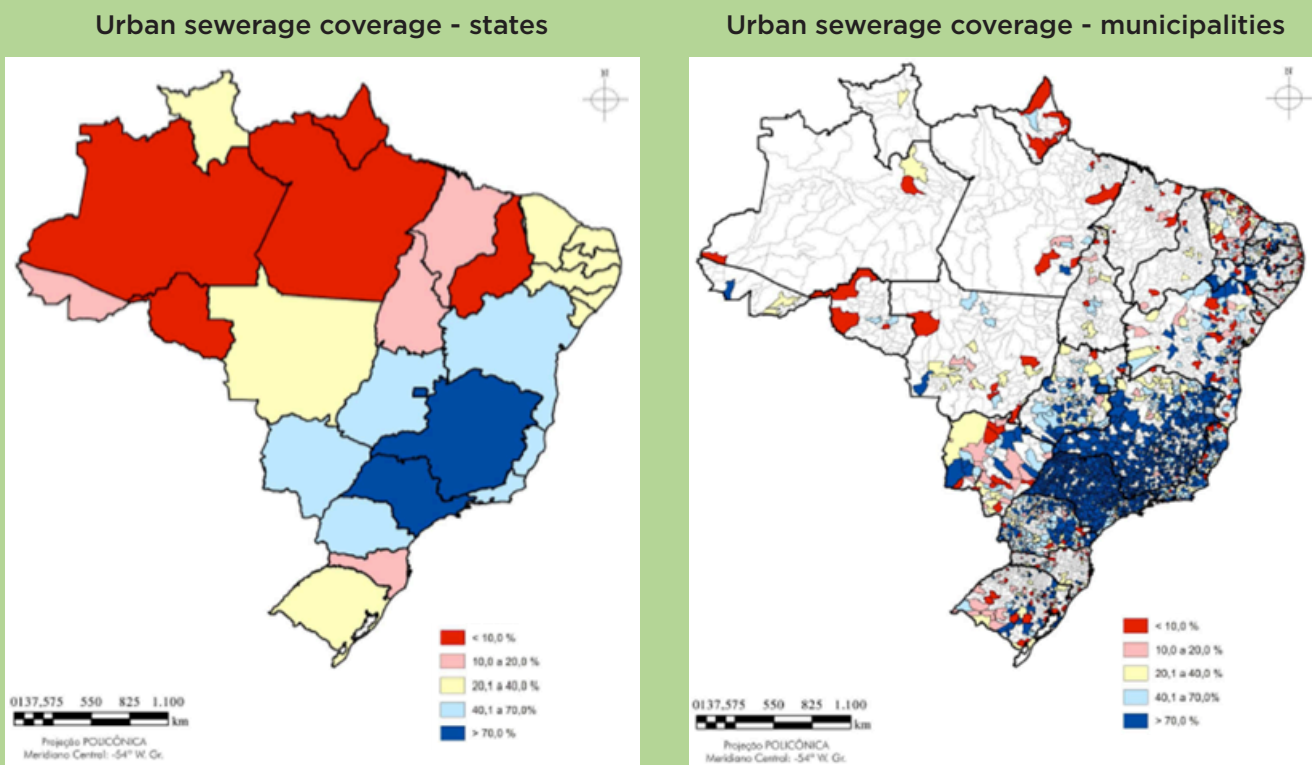 Urban sewerage coverage - states
N
< 10,0 %
10,0 a 20,0 %
20,1 a 40,0 %
40,1 a 70,0%
> 70,0 %
0137,575 550 825 1.100
km
Projeção POLICÔNICA
Meridiano Central: -54° W. Gr.
Urban sewerage coverage - municipalities
N
< 10,0 %
10,0 a 20,0 %
20,1 a 40,0 %
40,1 a 70,0%
> 70,0 %
0137,575 550 825 1.100
km
Projeção POLICÔNICA
Meridiano Central: -54° W. Gr.